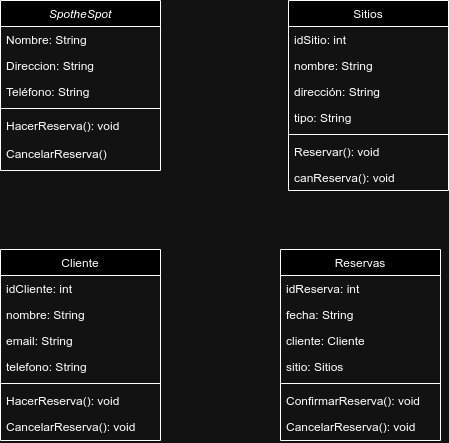 SpotheSpot
Nombre: String
Direccion: String
Teléfono: String
HacerReserva(): void
CancelarReserva()
Sitios
idSitio: int
nombre: String
dirección: String
tipo: String
Reservar(): void
canReserva(): void
Cliente
idCliente: int
nombre: String
email: String
telefono: String
HacerReserva(): void
CancelarReserva(): void
Reservas
idReserva: int
fecha: String
cliente: Cliente
sitio: Sitios
ConfirmarReserva(): void
CancelarReserva(): void